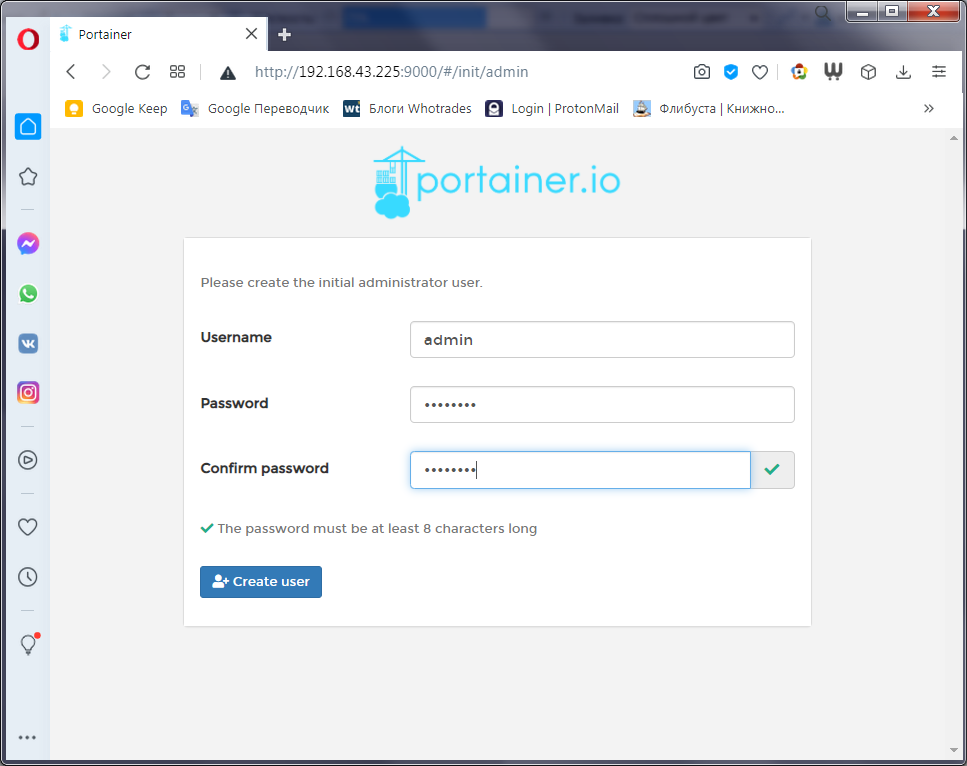 Portainer
http://192.168.43.225:9000/#/init/admin
Google Keep
Google Переводчик
wt Блоги Whotrades
Login | ProtonMail
Флибуста | Книжно...
portainer.io
Please create the initial administrator user.
Username
admin
Password
••••••••
Confirm password
••••••••
The password must be at least 8 characters long
Create user